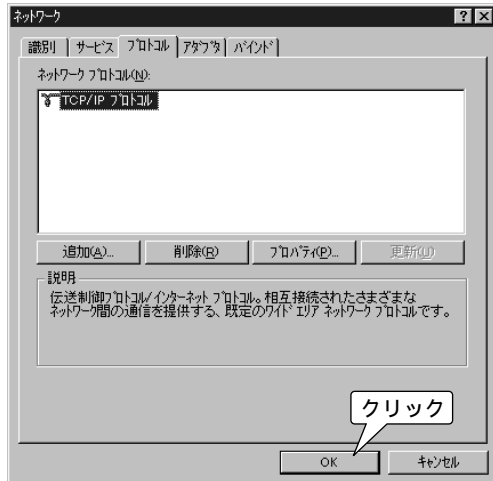 ネットワーク
識別 サービス プロトコル アダプタ バインド
ネットワーク プロトコル(N):
TCP/IP プロトコル
追加(A)... 削除(R) プロパティ(P)... 更新(U)
説明
伝送制御プロトコル/インターネット プロトコル。相互接続されたさまざまな
ネットワーク間の通信を提供する、既定のワイド エリア ネットワーク プロトコルです。
クリック
OK キャンセル